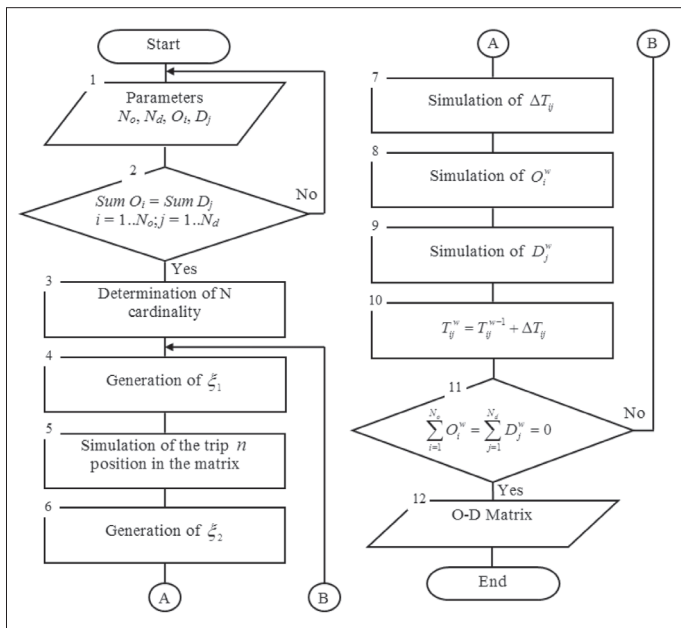 Start
1
Parameters
N_o, N_d, O_i, D_j
2
Sum O_i = Sum D_j
i = 1..N_o; j = 1..N_d
No
Yes
3
Determination of N
cardinality
4
Generation of ξ_1
5
Simulation of the trip n
position in the matrix
6
Generation of ξ_2
A
B
A
B
7
Simulation of ΔT_ij
8
Simulation of O_i^w
9
Simulation of D_j^w
10
T_ij^w = T_ij^{w-1} + ΔT_ij
11
∑_{i=1}^{N_o} O_i^w = ∑_{j=1}^{N_d} D_j^w = 0
No
Yes
12
O-D Matrix
End